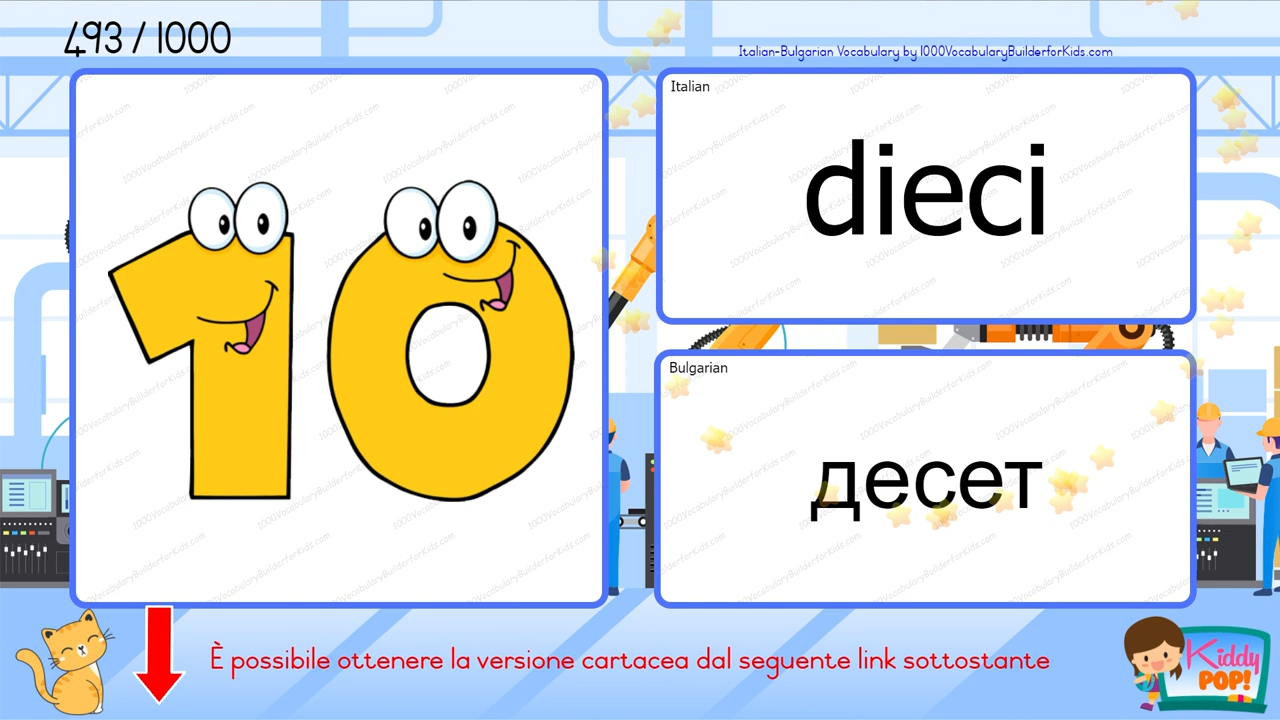 493 / 1000
Italian-Bulgarian Vocabulary by 1000VocabularyBuilderforKids.com
10
Italian
dieci
Bulgarian
десет
È possibile ottenere la versione cartacea dal seguente link sottostante
Kiddy
POP!